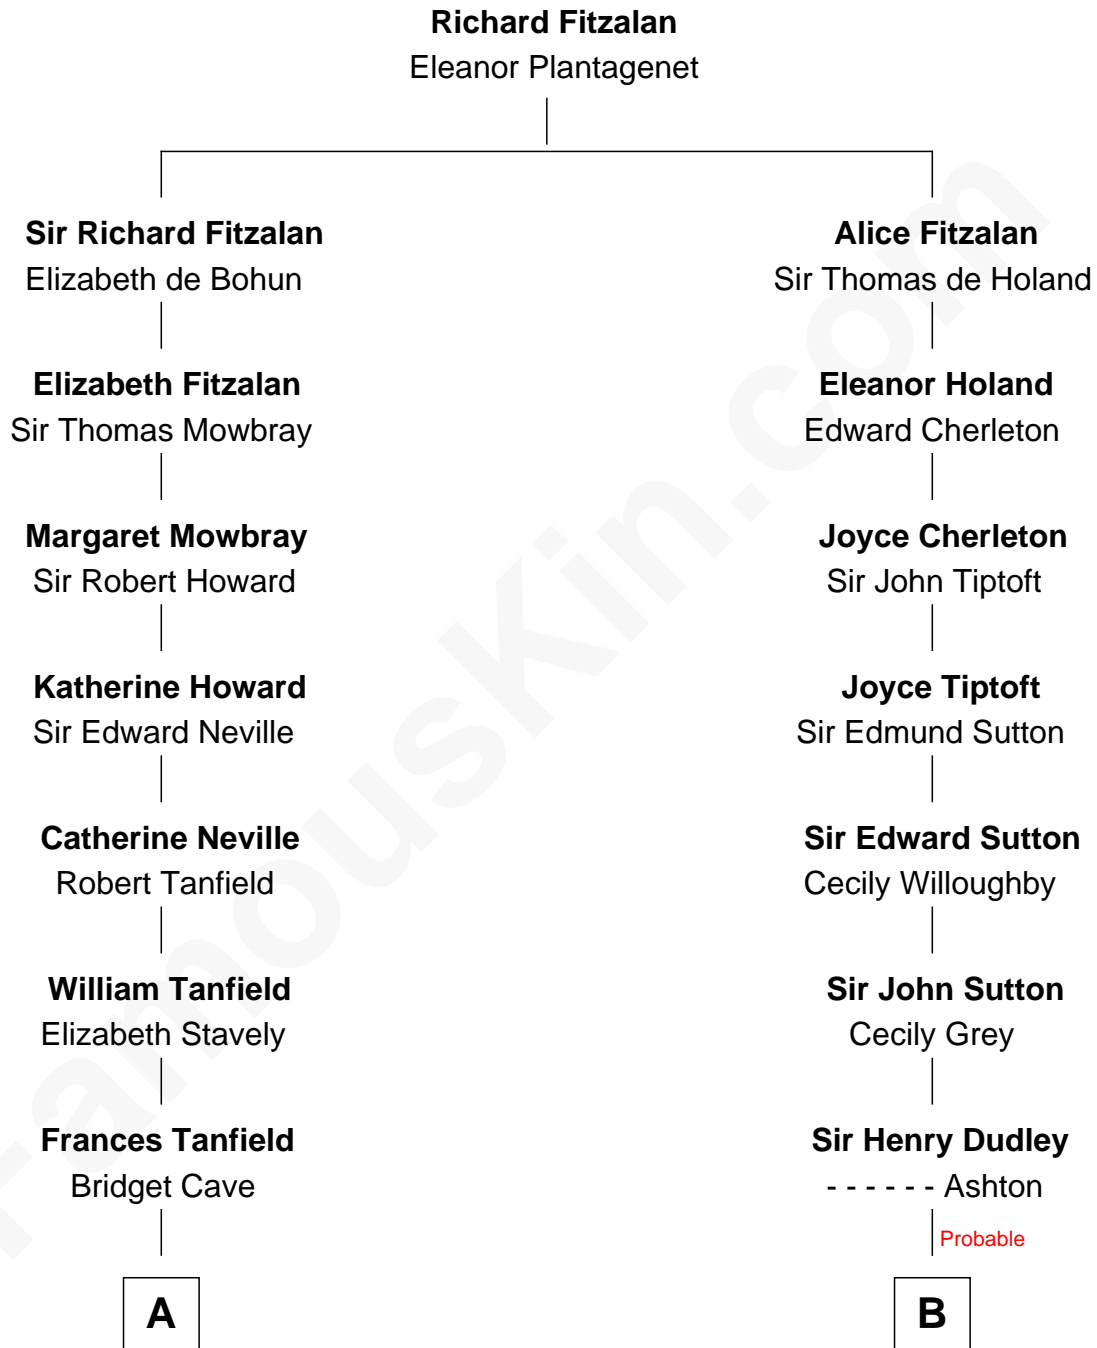 Richard Fitzalan
Eleanor Plantagenet
Sir Richard Fitzalan
Elizabeth de Bohun
Alice Fitzalan
Sir Thomas de Holand
Elizabeth Fitzalan
Sir Thomas Mowbray
Eleanor Holand
Edward Cherleton
Margaret Mowbray
Sir Robert Howard
Joyce Cherleton
Sir John Tiptoft
Katherine Howard
Sir Edward Neville
Joyce Tiptoft
Sir Edmund Sutton
Catherine Neville
Robert Tanfield
Sir Edward Sutton
Cecily Willoughby
William Tanfield
Elizabeth Stavely
Sir John Sutton
Cecily Grey
Frances Tanfield
Bridget Cave
Sir Henry Dudley
- - - - - - Ashton
Probable
A
B
FamousKin.com